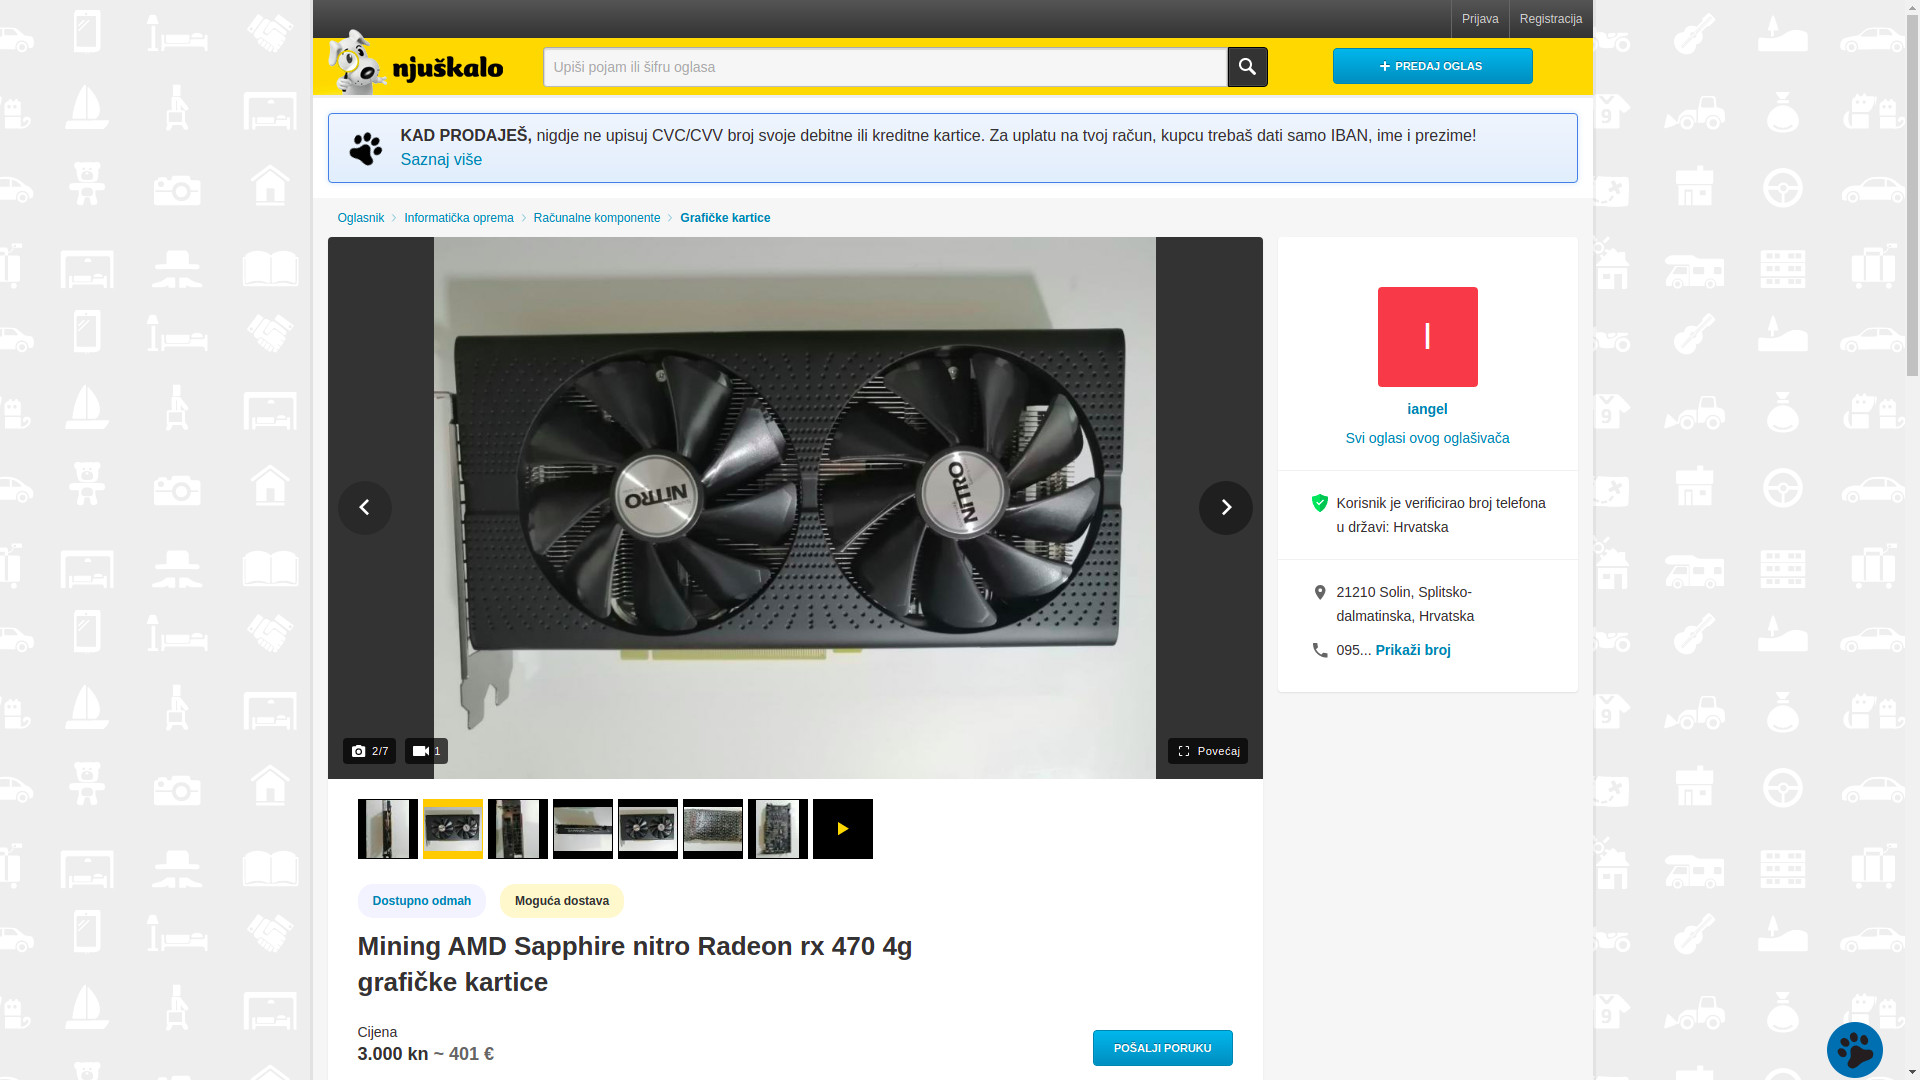 Prijava
Registracija
njuškalo
Upiši pojam ili šifru oglasa
PREDAJ OGLAS
KAD PRODAJEŠ, nigdje ne upisuj CVC/CVV broj svoje debitne ili kreditne kartice. Za uplatu na tvoj račun, kupcu trebaš dati samo IBAN, ime i prezime!
Saznaj više
Oglasnik
Informatička oprema
Računalne komponente
Grafičke kartice
NITRO
NITRO
2/7
1
Povećaj
I
iangel
Svi oglasi ovog oglašivača
Korisnik je verificirao broj telefona
u državi: Hrvatska
21210 Solin, Splitsko-
dalmatinska, Hrvatska
095... Prikaži broj
Dostupno odmah
Moguća dostava
Mining AMD Sapphire nitro Radeon rx 470 4g
grafičke kartice
Cijena
3.000 kn ~ 401 €
POŠALJI PORUKU